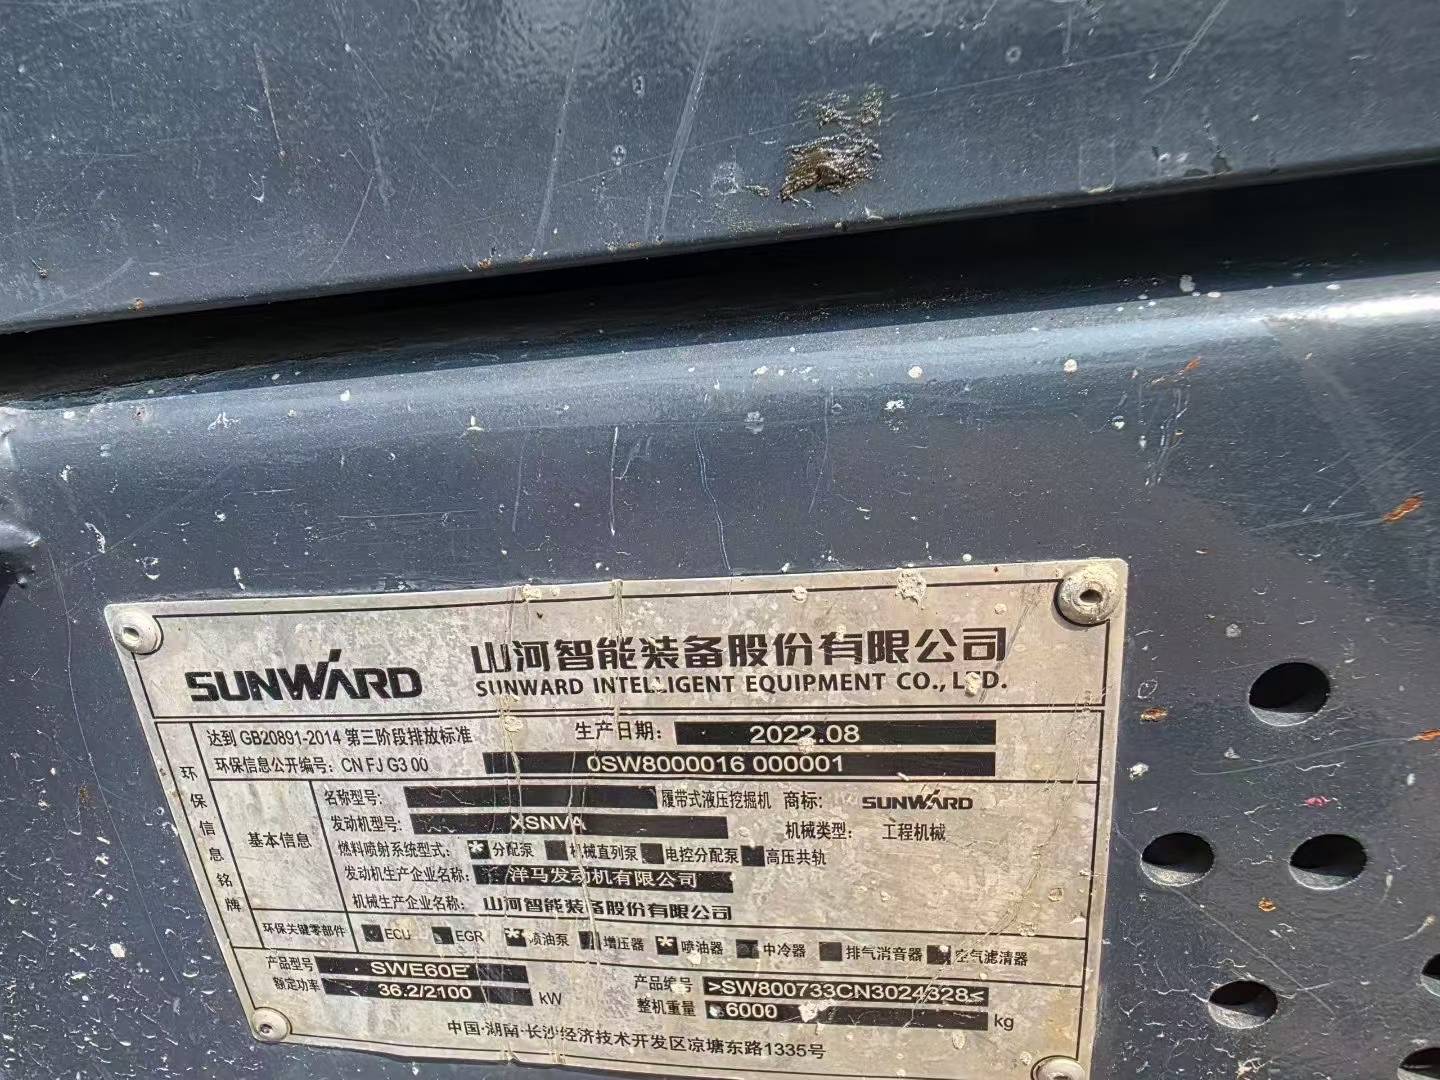 SUNWARD 山河智能装备股份有限公司
SUNWARD INTELLIGENT EQUIPMENT CO., LTD.
达到 GB20891-2014 第三阶段排放标准 生产日期: 2022.08
环保信息公开编号: CN FJ G3 00 0SW8000016 000001
环保信息铭牌
基本信息
名称型号: 履带式液压挖掘机 商标: SUNWARD
发动机型号: XSNVA 机械类型: 工程机械
燃料喷射系统型式: * 分配泵 机械直列泵 电控分配泵 高压共轨
发动机生产企业名称: 洋马发动机有限公司
机械生产企业名称: 山河智能装备股份有限公司
环保关键零部件 ECU EGR * 喷油泵 增压器 * 喷油器 中冷器 排气消音器 空气滤清器
产品型号 SWE60E 产品编号 >SW800733CN3024328<
额定功率 36.2/2100 kW 整机重量 6000 kg
中国·湖南·长沙经济技术开发区凉塘东路1335号